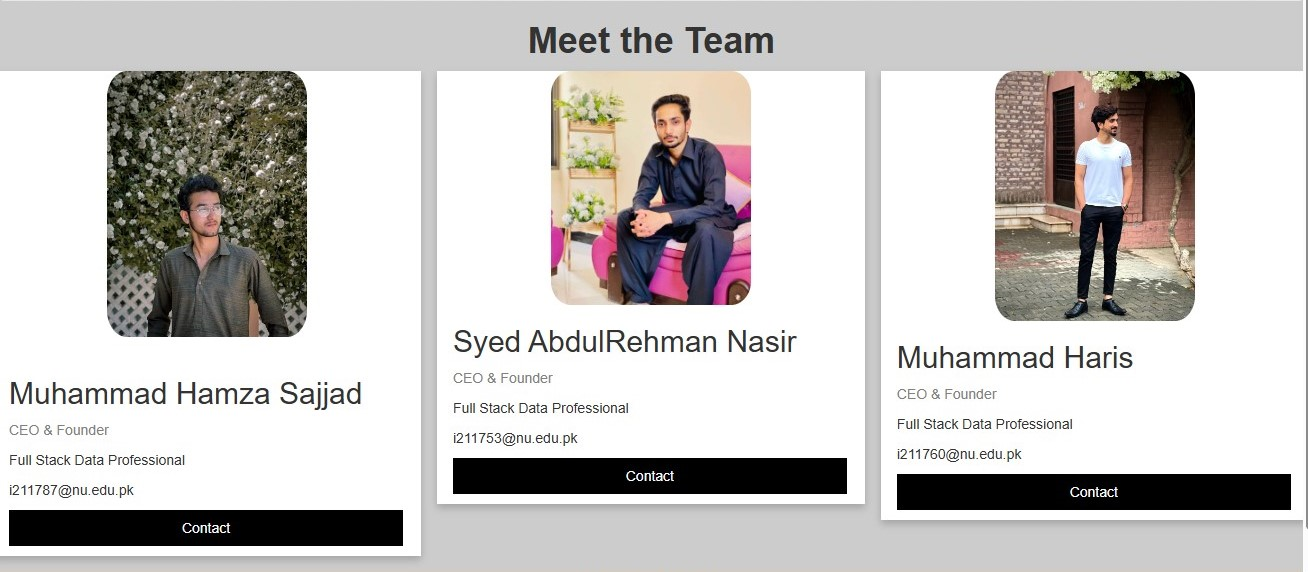 Meet the Team
Muhammad Hamza Sajjad
CEO & Founder
Full Stack Data Professional
i211787@nu.edu.pk
Contact
Syed AbdulRehman Nasir
CEO & Founder
Full Stack Data Professional
i211753@nu.edu.pk
Contact
Muhammad Haris
CEO & Founder
Full Stack Data Professional
i211760@nu.edu.pk
Contact